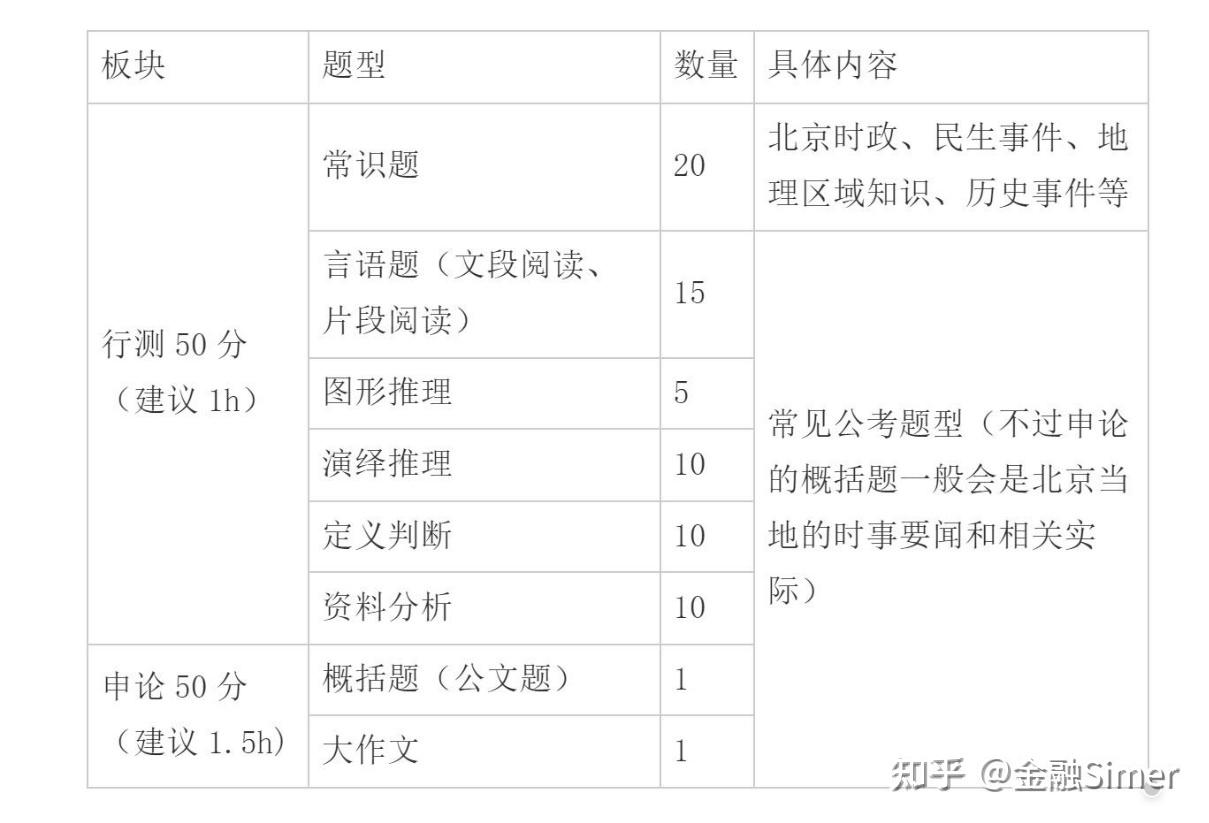 板块 题型 数量 具体内容
常识题 20
北京时政、民生事件、地
理区域知识、历史事件等
行测 50 分
（建议 1h）
言语题（文段阅读、
片段阅读）
15
图形推理 5
演绎推理 10
定义判断 10
资料分析 10
常见公考题型（不过申论
的概括题一般会是北京当
地的时事要闻和相关实
际）
申论 50 分
（建议 1.5h)
概括题（公文题） 1
大作文 1
知乎 @金融Simer